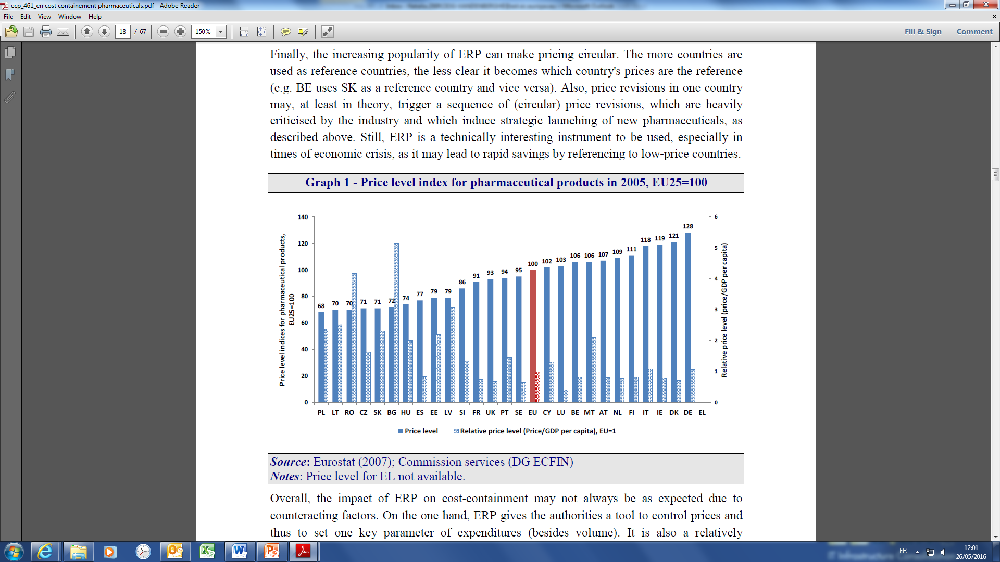 ecp_461_en cost containement pharmaceuticals.pdf - Adobe Reader
File Edit View Window Help
18 / 67 150% Fill & Sign Comment
Finally, the increasing popularity of ERP can make pricing circular. The more countries are
used as reference countries, the less clear it becomes which country's prices are the reference
(e.g. BE uses SK as a reference country and vice versa). Also, price revisions in one country
may, at least in theory, trigger a sequence of (circular) price revisions, which are heavily
criticised by the industry and which induce strategic launching of new pharmaceuticals, as
described above. Still, ERP is a technically interesting instrument to be used, especially in
times of economic crisis, as it may lead to rapid savings by referencing to low-price countries.
Graph 1 - Price level index for pharmaceutical products in 2005, EU25=100
Price level indices for pharmaceutical products,
EU25=100
140
120
100
80
60
40
20
0
68 70 70 71 71 72 74 77 79 79 86 91 93 94 95 100 102 103 106 106 107 109 111 118 119 121 128
6
5
4
3
2
1
0
Relative price level (price/GDP per capita)
PL LT RO CZ SK BG HU ES EE LV SI FR UK PT SE EU CY LU BE MT AT NL FI IT IE DK DE EL
Price level Relative price level (Price/GDP per capita), EU=1
Source: Eurostat (2007); Commission services (DG ECFIN)
Notes: Price level for EL not available.
Overall, the impact of ERP on cost-containment may not always be as expected due to
counteracting factors. On the one hand, ERP gives the authorities a tool to control prices and
thus to set one key parameter of expenditures (besides volume). It is also a relatively
FR 12:01
26/05/2016